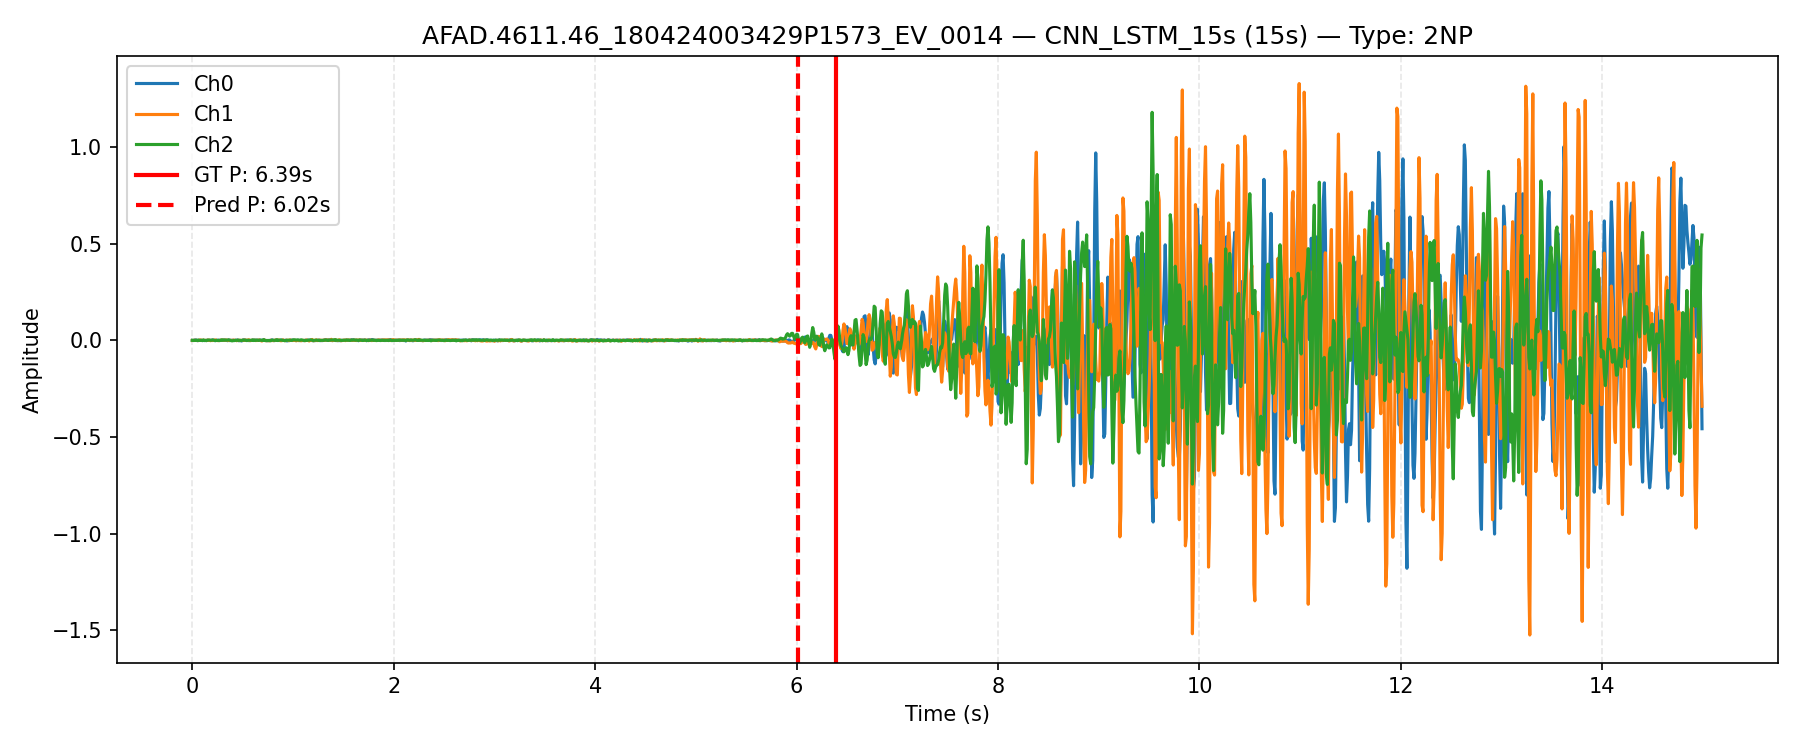 AFAD.4611.46_180424003429P1573_EV_0014 — CNN_LSTM_15s (15s) — Type: 2NP
Ch0
Ch1
Ch2
GT P: 6.39s
Pred P: 6.02s
Amplitude
1.0
0.5
0.0
−0.5
−1.0
−1.5
0 2 4 6 8 10 12 14
Time (s)